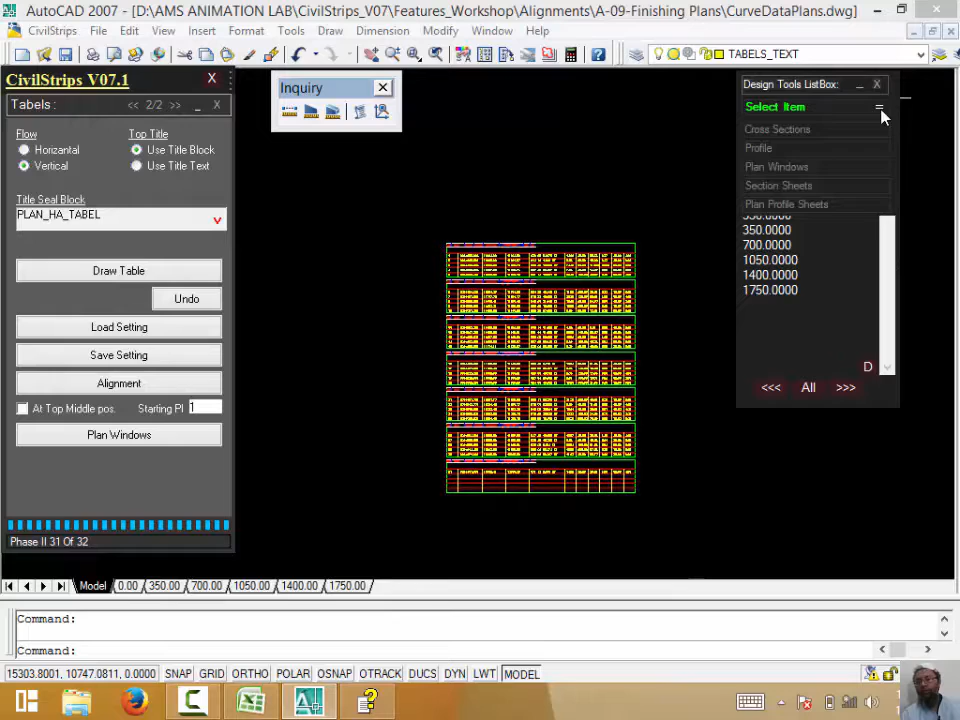 AutoCAD 2007 - [D:\AMS ANIMATION LAB\CivilStrips_V07\Features_Workshop\Alignments\A-09-Finishing Plans\CurveDataPlans.dwg]
CivilStrips File Edit View Insert Format Tools Draw Dimension Modify Window Help
TABELS_TEXT
CivilStrips V07.1 X
Tabels: << 2/2 >> _ X
Flow Top Title
Horizontal Use Title Block
Vertical Use Title Text
Title Seal Block
PLAN_HA_TABEL v
Draw Table
Undo
Load Setting
Save Setting
Alignment
At Top Middle pos. Starting PI 1
Plan Windows
Phase II 31 Of 32
Inquiry
Design Tools ListBox: _ X
Select Item =
Cross Sections
Profile
Plan Windows
Section Sheets
Plan Profile Sheets
350.0000
700.0000
1050.0000
1400.0000
1750.0000
D
<<< All >>>
Model 0.00 350.00 700.00 1050.00 1400.00 1750.00
Command:
Command:
15303.8001, 10747.0811, 0.0000 SNAP GRID ORTHO POLAR OSNAP OTRACK DUCS DYN LWT MODEL